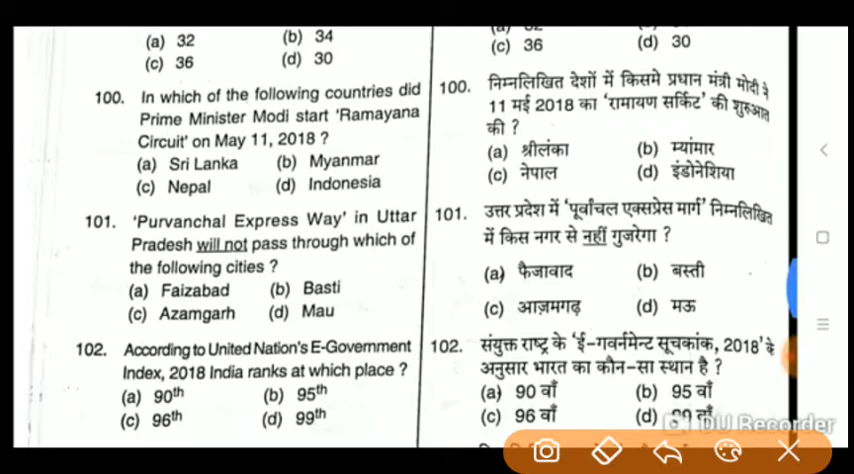 (a) 32 (b) 34
(c) 36 (d) 30
100. In which of the following countries did
Prime Minister Modi start 'Ramayana
Circuit' on May 11, 2018 ?
(a) Sri Lanka (b) Myanmar
(c) Nepal (d) Indonesia
101. 'Purvanchal Express Way' in Uttar
Pradesh will not pass through which of
the following cities ?
(a) Faizabad (b) Basti
(c) Azamgarh (d) Mau
102. According to United Nation's E-Government
Index, 2018 India ranks at which place ?
(a) 90th (b) 95th
(c) 96th (d) 99th
(c) 36 (d) 30
100. निम्नलिखित देशों में किसमे प्रधान मंत्री मोदी ने
11 मई 2018 का 'रामायण सर्किट' की शुरुआत
की ?
(a) श्रीलंका (b) म्यांमार
(c) नेपाल (d) इंडोनेशिया
101. उत्तर प्रदेश में 'पूर्वांचल एक्सप्रेस मार्ग' निम्नलिखित
में किस नगर से नहीं गुजरेगा ?
(a) फैजाबाद (b) बस्ती
(c) आज़मगढ़ (d) मऊ
102. संयुक्त राष्ट्र के 'ई-गवर्नमेन्ट सूचकांक, 2018' के
अनुसार भारत का कौन-सा स्थान है ?
(a) 90 वाँ (b) 95 वाँ
(c) 96 वाँ (d)
DU Recorder